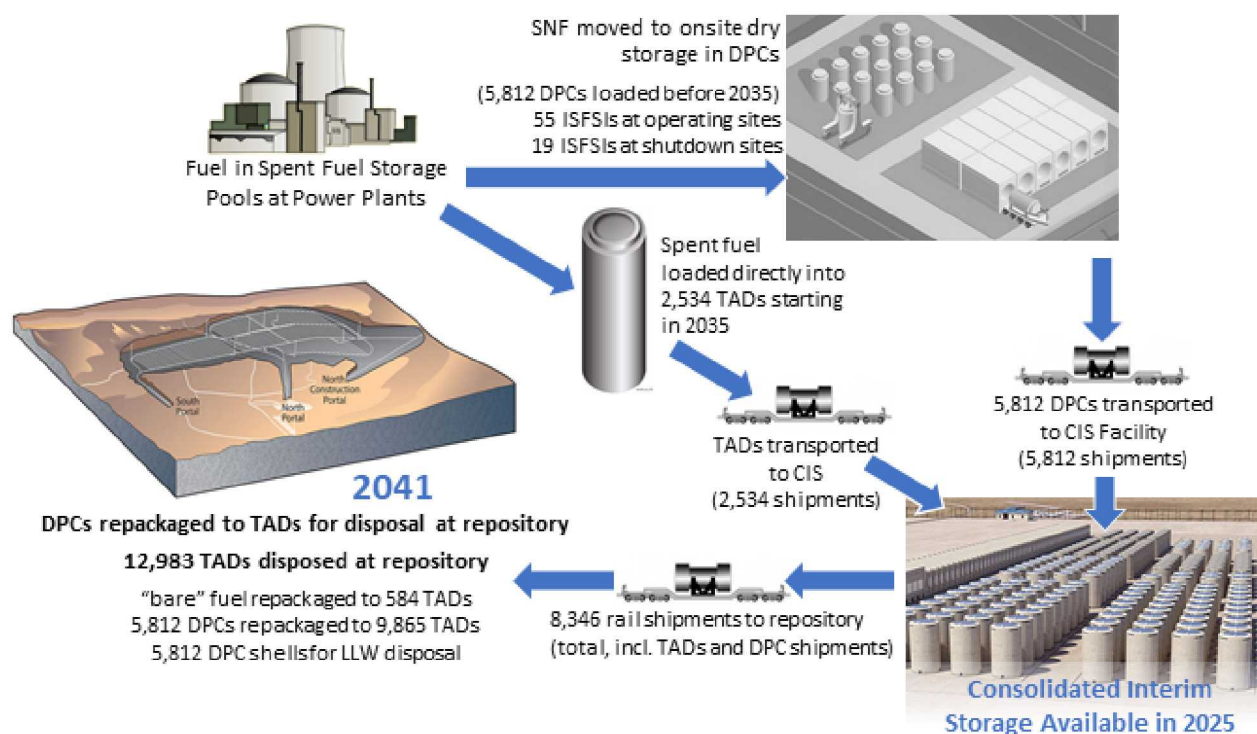 SNF moved to onsite dry
storage in DPCs
(5,812 DPCs loaded before 2035)
55 ISFSIs at operating sites
19 ISFSIs at shutdown sites
Fuel in Spent Fuel Storage
Pools at Power Plants
Spent fuel
loaded directly into
2,534 TADs starting
in 2035
South
Portal
North
Portal
North
Construction
Portal
5,812 DPCs transported
to CIS Facility
(5,812 shipments)
TADs transported
to CIS
(2,534 shipments)
2041
DPCs repackaged to TADs for disposal at repository
12,983 TADs disposed at repository
"bare" fuel repackaged to 584 TADs
5,812 DPCs repackaged to 9,865 TADs
5,812 DPC shells for LLW disposal
8,346 rail shipments to repository
(total, incl. TADs and DPC shipments)
Consolidated Interim
Storage Available in 2025